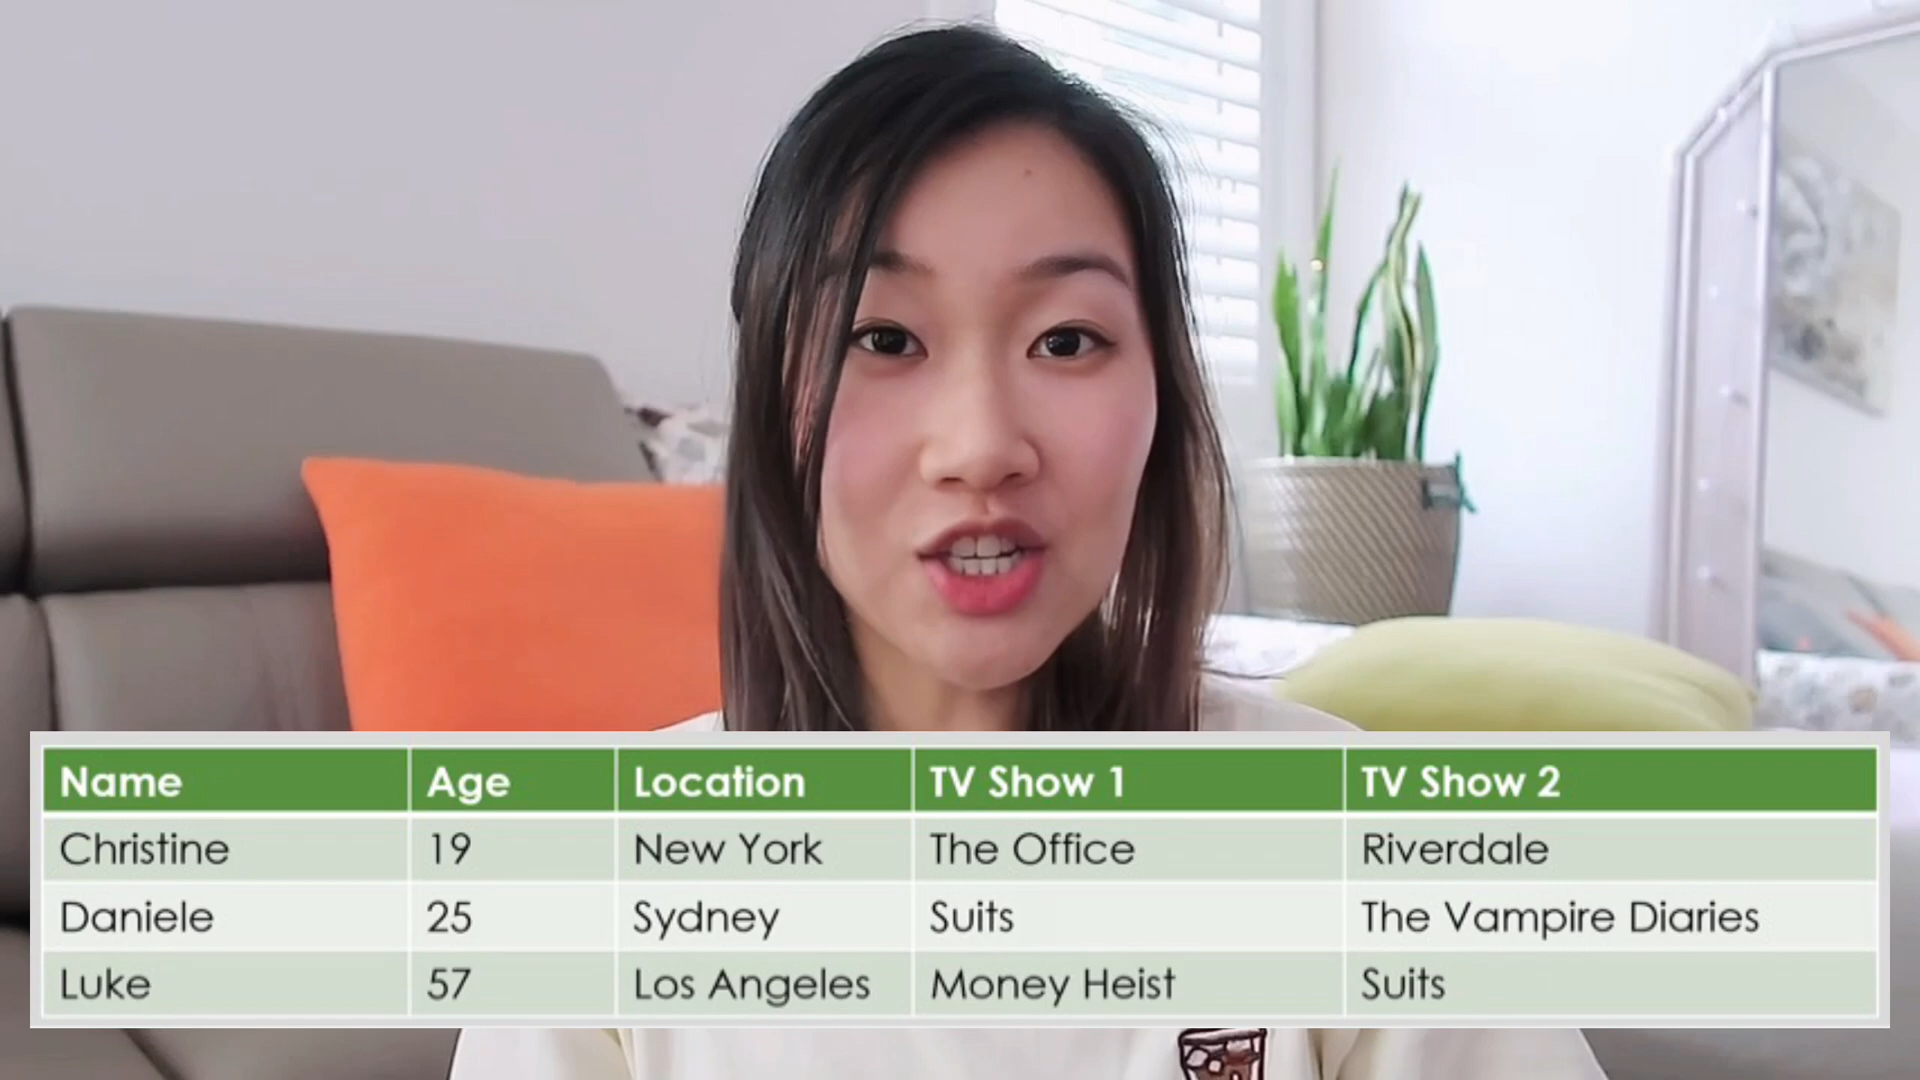 Name Age Location TV Show 1 TV Show 2
Christine 19 New York The Office Riverdale
Daniele 25 Sydney Suits The Vampire Diaries
Luke 57 Los Angeles Money Heist Suits